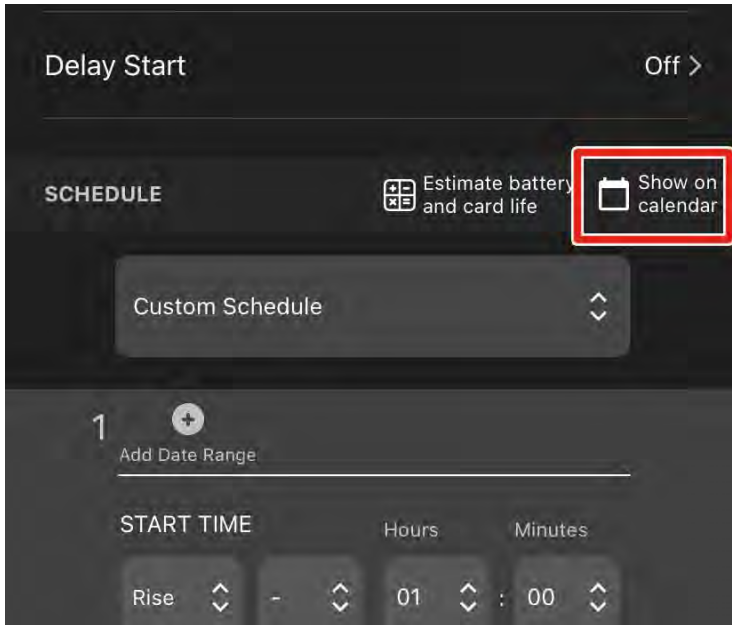 Delay Start
Off >
SCHEDULE
Estimate battery
and card life
Show on
calendar
Custom Schedule
1
Add Date Range
START TIME
Hours
Minutes
Rise
-
01
:
00